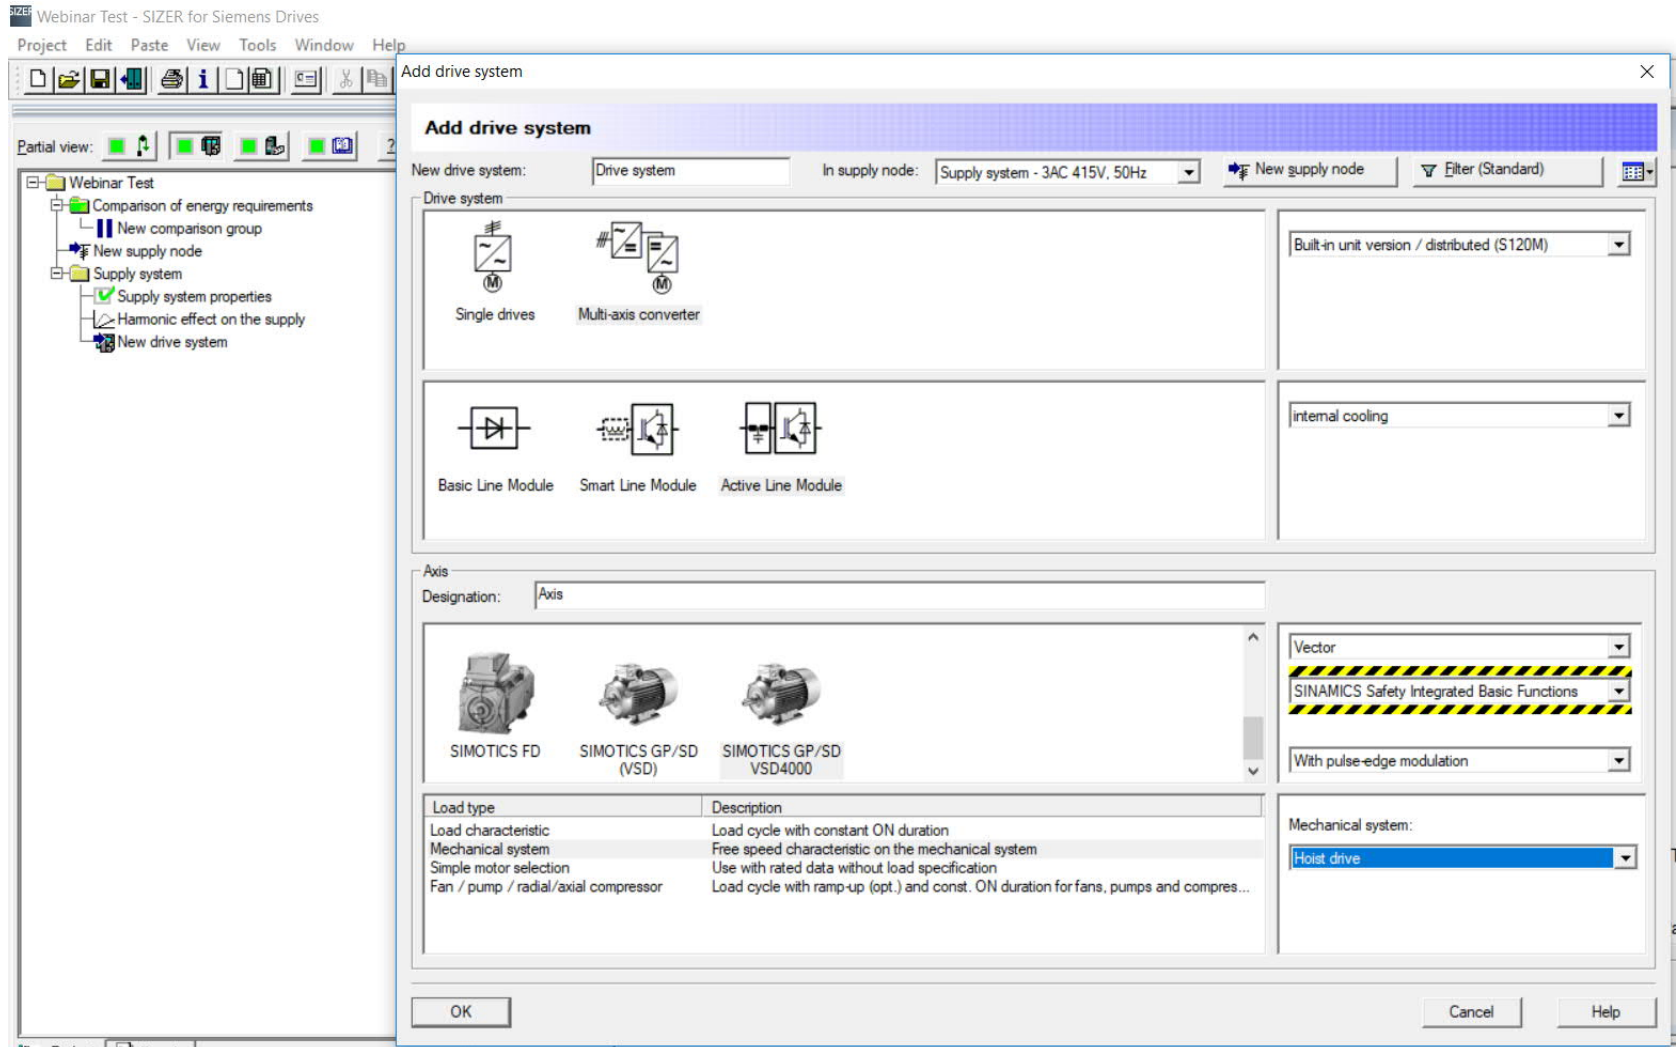 Webinar Test - SIZER for Siemens Drives
Project Edit Paste View Tools Window Help
Add drive system
Add drive system
Partial view:
New drive system: Drive system In supply node: Supply system - 3AC 415V, 50Hz New supply node Filter (Standard)
Webinar Test
Comparison of energy requirements
New comparison group
New supply node
Supply system
Supply system properties
Harmonic effect on the supply
New drive system
Drive system
Built-in unit version / distributed (S120M)
Single drives Multi-axis converter
internal cooling
Basic Line Module Smart Line Module Active Line Module
Axis
Designation: Axis
Vector
SINAMICS Safety Integrated Basic Functions
SIMOTICS FD SIMOTICS GP/SD (VSD) SIMOTICS GP/SD VSD4000
With pulse-edge modulation
Load type Description
Load characteristic Load cycle with constant ON duration
Mechanical system Free speed characteristic on the mechanical system
Simple motor selection Use with rated data without load specification
Fan / pump / radial/axial compressor Load cycle with ramp-up (opt.) and const. ON duration for fans, pumps and compres...
Mechanical system:
Hoist drive
OK Cancel Help